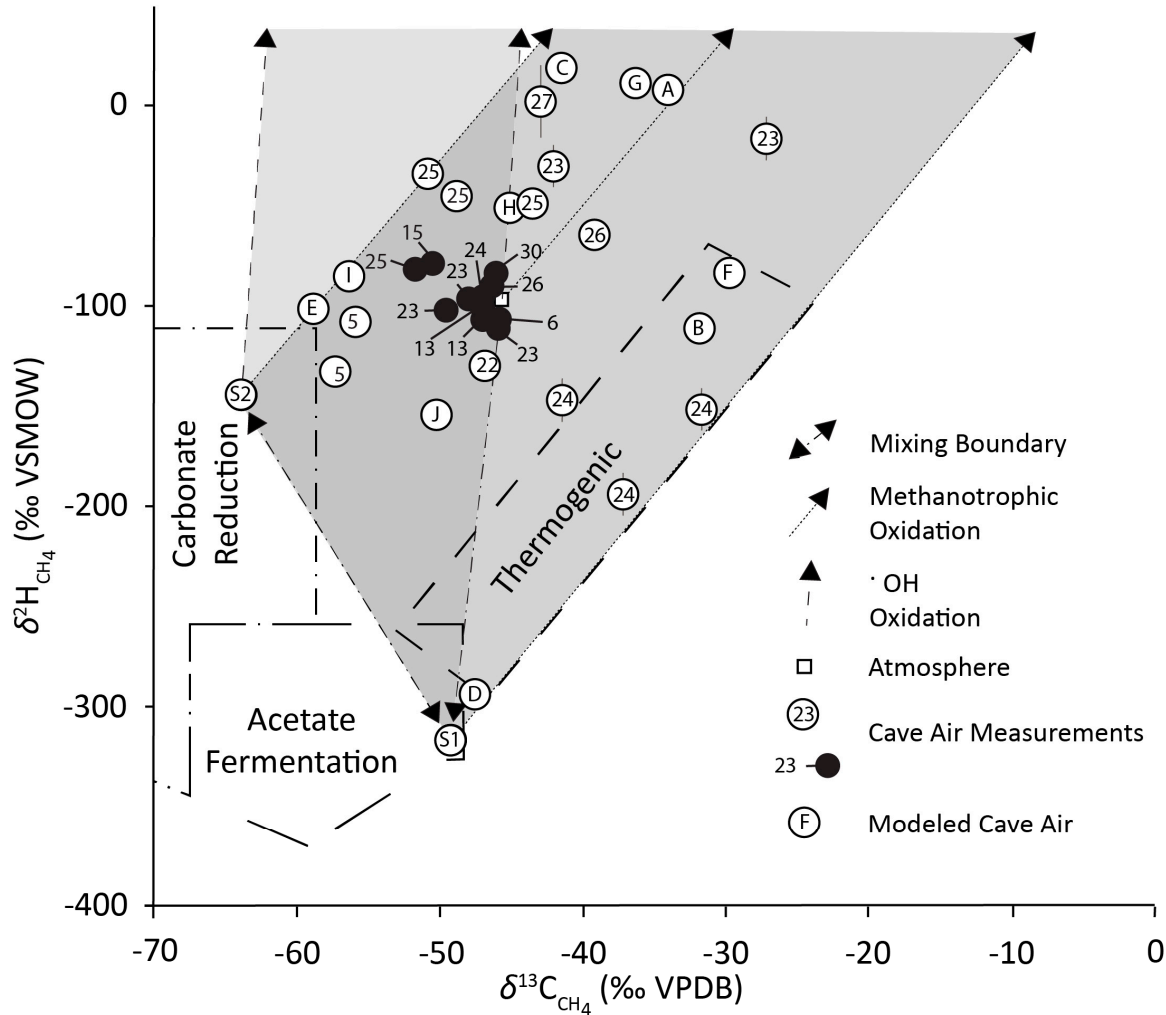 0
-100
-200
-300
-400
-70
-60
-50
-40
-30
-20
-10
0
δ²H_CH₄ (‰ VSMOW)
δ¹³C_CH₄ (‰ VPDB)
C
27
G
A
23
23
25
25
H
25
26
15
25
24
30
23
26
I
F
E
5
23
6
B
13
13
23
5
22
S2
24
24
J
24
D
S1
Carbonate
Reduction
Thermogenic
Acetate
Fermentation
Mixing Boundary
Methanotrophic
Oxidation
˙OH
Oxidation
Atmosphere
23
Cave Air Measurements
23
F
Modeled Cave Air